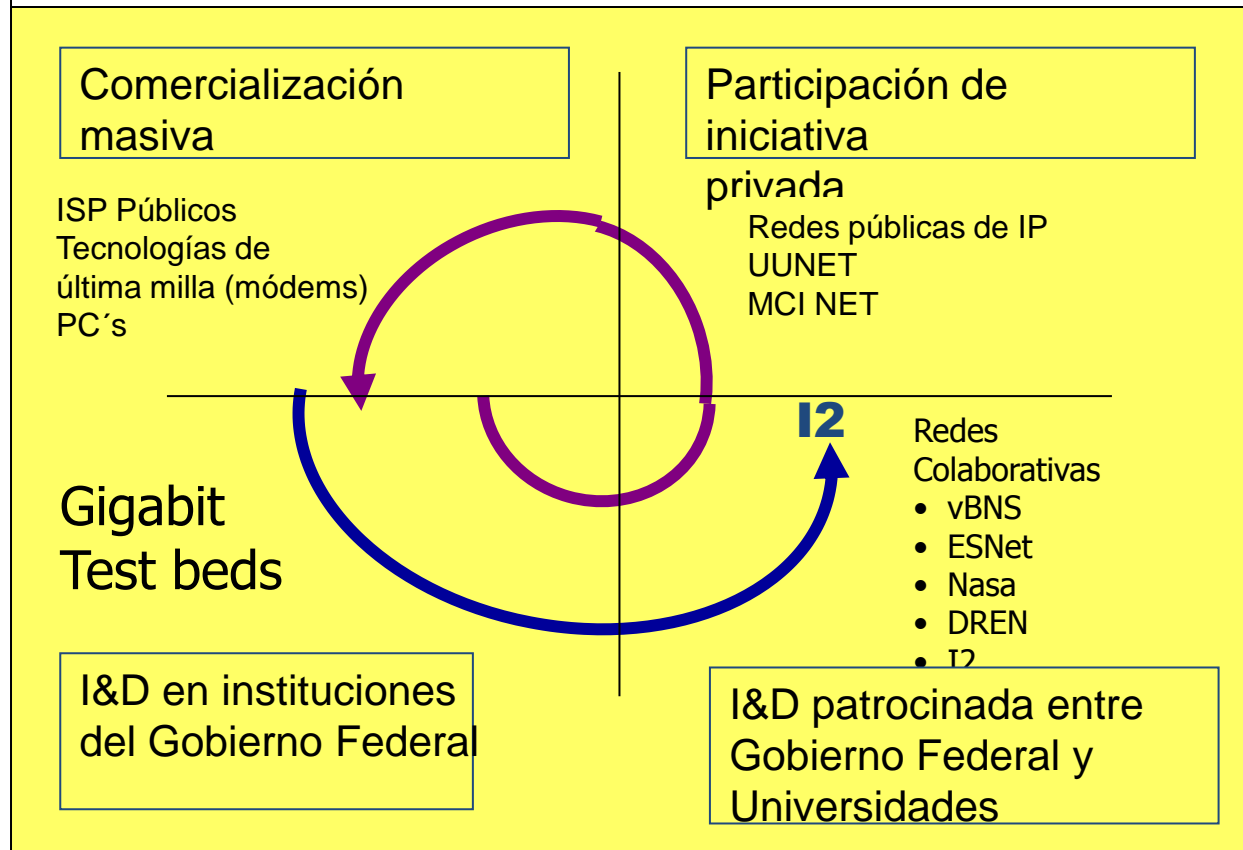 Comercialización
masiva
Participación de
iniciativa
privada
ISP Públicos
Tecnologías de
última milla (módems)
PC´s
Redes públicas de IP
UUNET
MCI NET
I2
Redes
Colaborativas
• vBNS
• ESNet
• Nasa
• DREN
• I2
Gigabit
Test beds
I&D en instituciones
del Gobierno Federal
I&D patrocinada entre
Gobierno Federal y
Universidades